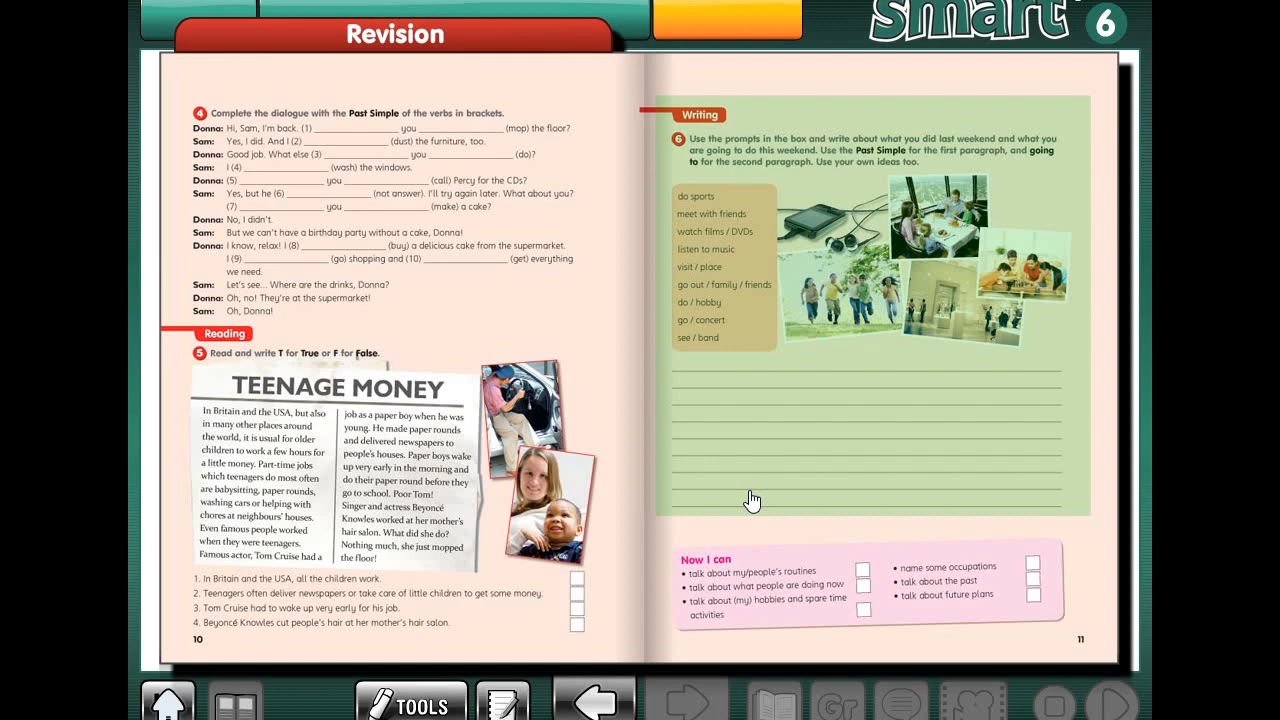 smart 6
Revision
4 Complete the dialogue with the Past Simple of the verbs in brackets.
Donna: Hi, Sam, I'm back. (1) ____________ you ____________ (mop) the floor?
Sam: Yes, I did. And I (2) ____________ (dust) the furniture, too.
Donna: Good job. What else (3) ____________ you ____________ (do)?
Sam: I (4) ____________ (wash) the windows.
Donna: (5) ____________ you ____________ (call) Percy for the CDs?
Sam: Yes, but he (6) ____________ (not answer). I'll try again later. What about you?
(7) ____________ you ____________ (make) a cake?
Donna: No, I didn't.
Sam: But we can't have a birthday party without a cake, Donna!
Donna: I know, relax! I (8) ____________ (buy) a delicious cake from the supermarket.
I (9) ____________ (go) shopping and (10) ____________ (get) everything
we need.
Sam: Let's see... Where are the drinks, Donna?
Donna: Oh, no! They're at the supermarket!
Sam: Oh, Donna!
Reading
5 Read and write T for True or F for False.
TEENAGE MONEY
In Britain and the USA, but also
in many other places around
the world, it is usual for older
children to work a few hours for
a little money. Part-time jobs
which teenagers do most often
are babysitting, paper rounds,
washing cars or helping with
chores at neighbours' houses.
Even famous people worked
when they were teenagers.
Famous actor, Tom Cruise had a
job as a paper boy when he was
young. He made paper rounds
and delivered newspapers to
people's houses. Paper boys wake
up very early in the morning and
do their paper round before they
go to school. Poor Tom!
Singer and actress Beyoncé
Knowles worked at her mother's
hair salon. What did she do?
Nothing much, she just mopped
the floor!
1. In Britain and the USA, all the children work.
2. Teenagers often deliver newspapers or take care of little children to get some money.
3. Tom Cruise had to wake up very early for his job.
4. Beyoncé Knowles cut people's hair at her mother's hair salon.
10
Writing
6 Use the prompts in the box and write about what you did last weekend and what you
are going to do this weekend. Use the Past Simple for the first paragraph, and going
to for the second paragraph. Use your own ideas too.
do sports
meet with friends
watch films / DVDs
listen to music
visit / place
go out / family / friends
do / hobby
go / concert
see / band
Now I can
• talk about my/people's routines
• talk about what people are doing now
• talk about (my) hobbies and spare time
activities
• name some occupations
• talk about the past
• talk about future plans
11
TOOLS
Gr